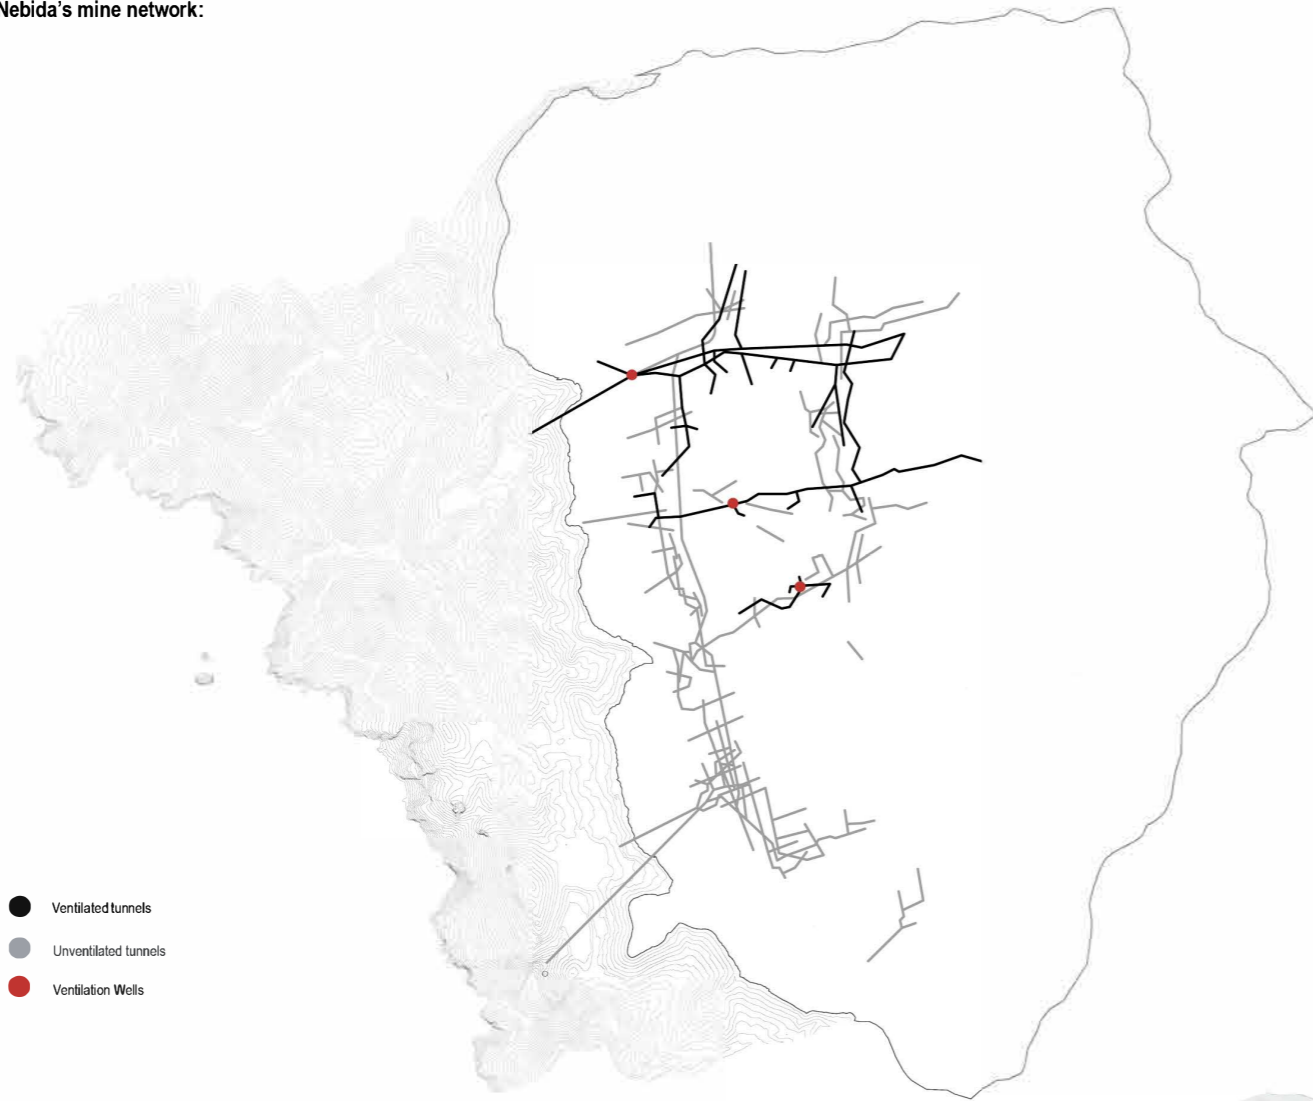 Nebida's mine network:
Ventilated tunnels
Unventilated tunnels
Ventilation Wells